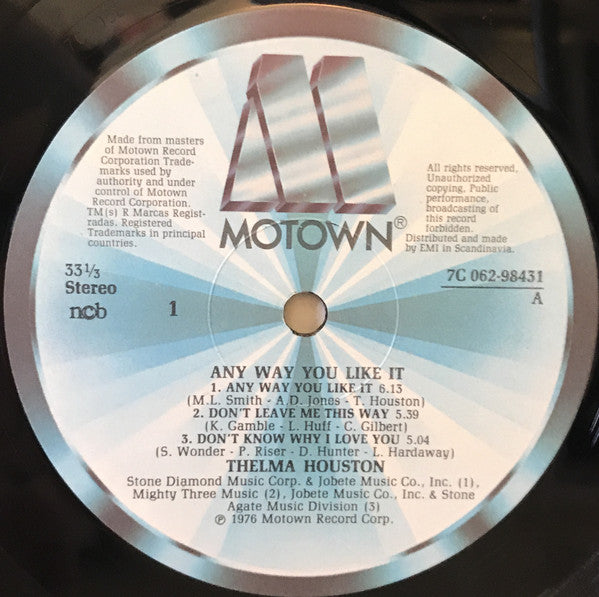 Made from masters
of Motown Record
Corporation Trade-
marks used by
authority and under
control of Motown
Record Corporation.
TM(s) R Marcas Regist-
radas. Registered
Trademarks in principal
countries.
MOTOWN®
All rights reserved,
Unauthorized
copying, Public
performance,
broadcasting of
this record
forbidden.
Distributed and made
by EMI in Scandinavia.
33 1/3
Stereo
ncb
1
7C 062-98431
A
ANY WAY YOU LIKE IT
1. ANY WAY YOU LIKE IT 6.13
(M.L. Smith - A.D. Jones - T. Houston)
2. DON'T LEAVE ME THIS WAY 5.39
(K. Gamble - L. Huff - C. Gilbert)
3. DON'T KNOW WHY I LOVE YOU 5.04
(S. Wonder - P. Riser - D. Hunter - L. Hardaway)
THELMA HOUSTON
Stone Diamond Music Corp. & Jobete Music Co., Inc. (1),
Mighty Three Music (2), Jobete Music Co., Inc. & Stone
Agate Music Division (3)
℗ 1976 Motown Record Corp.